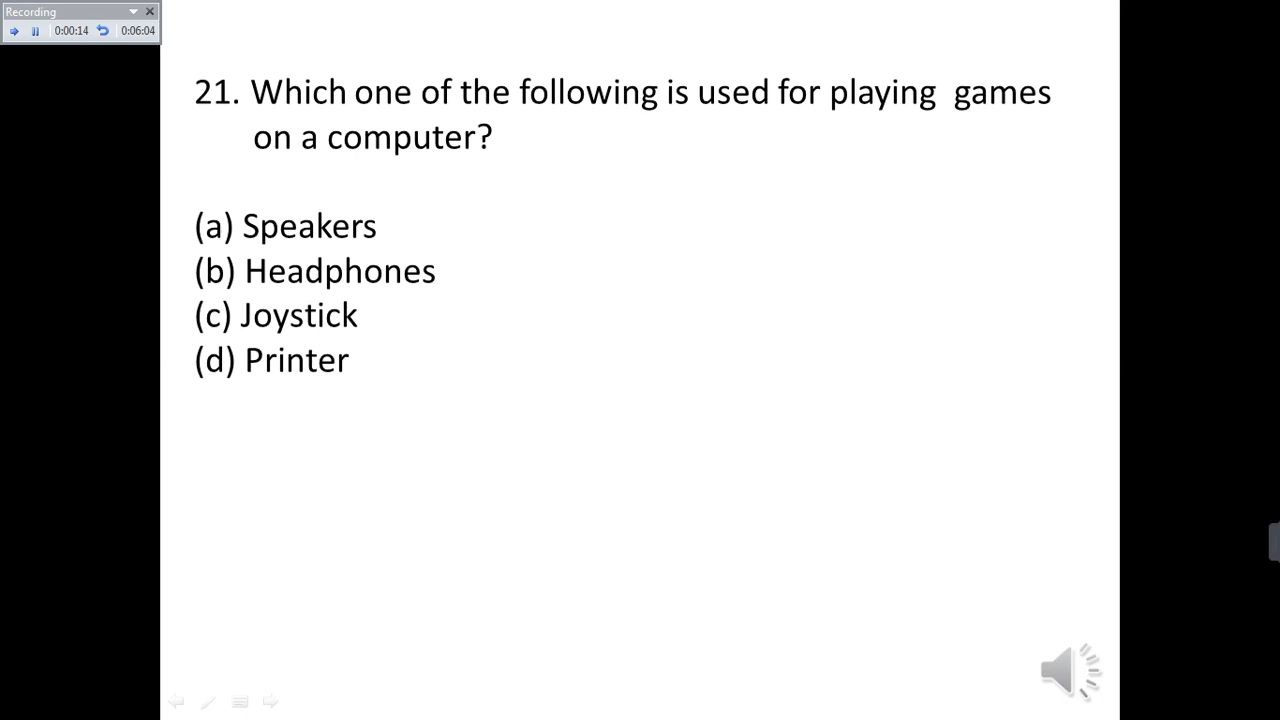 Recording
0:00:14 0:06:04
21. Which one of the following is used for playing games
on a computer?
(a) Speakers
(b) Headphones
(c) Joystick
(d) Printer